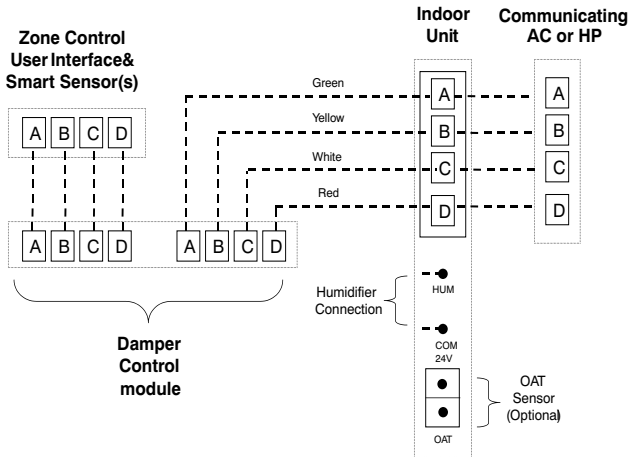 Zone Control
User Interface&
Smart Sensor(s)
Indoor
Unit
Communicating
AC or HP
A B C D
Green
Yellow
White
Red
A
B
C
D
A
B
C
D
A B C D
A B C D
Damper
Control
module
Humidifier
Connection
HUM
COM
24V
OAT
Sensor
(Optional)
OAT